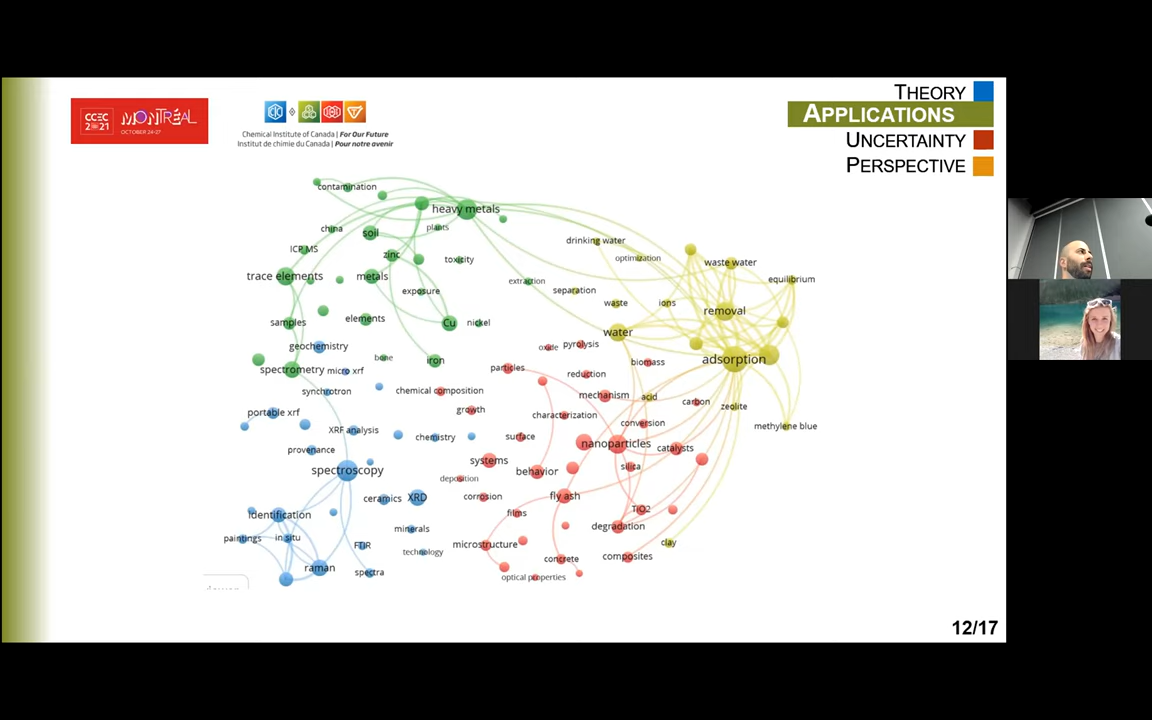 CCEC
2021
MONTRÉAL
OCTOBER 24-27
Chemical Institute of Canada | For Our Future
Institut de chimie du Canada | Pour notre avenir
THEORY
APPLICATIONS
UNCERTAINTY
PERSPECTIVE
contamination
heavy metals
plants
china
soil
drinking water
ICP MS
zinc
toxicity
optimization
waste water
trace elements
metals
extraction
equilibrium
exposure
separation
waste
ions
removal
samples
elements
Cu
nickel
water
geochemistry
bone
iron
oxide
pyrolysis
adsorption
spectrometry
micro xrf
particles
reduction
biomass
synchrotron
chemical composition
mechanism
acid
carbon
zeolite
portable xrf
growth
characterization
conversion
methylene blue
XRF analysis
chemistry
surface
nanoparticles
catalysts
provenance
systems
spectroscopy
behavior
silica
deposition
ceramics
XRD
corrosion
fly ash
identification
films
TiO2
minerals
degradation
paintings
in situ
FTIR
technology
microstructure
clay
raman
spectra
concrete
composites
optical properties
12/17